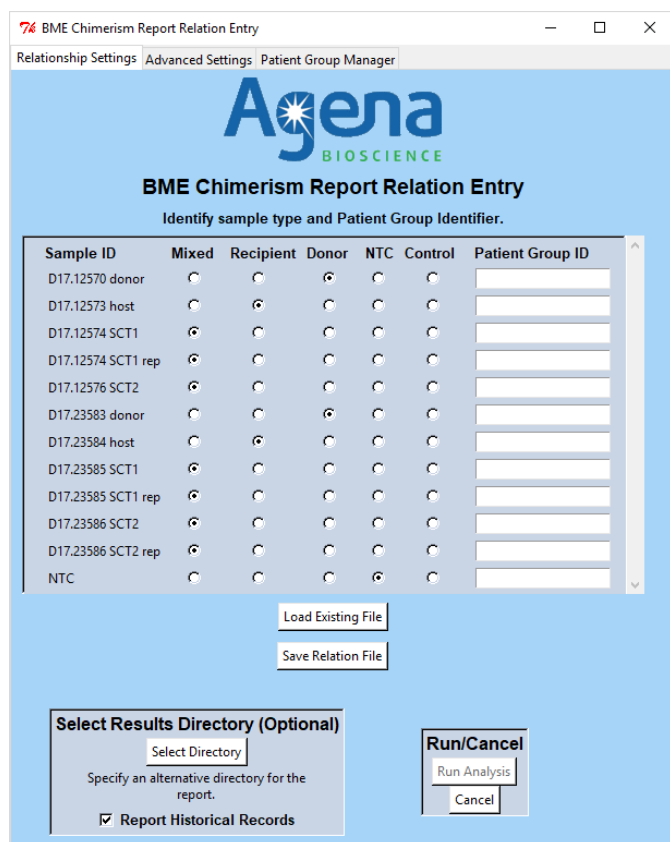 BME Chimerism Report Relation Entry
Relationship Settings Advanced Settings Patient Group Manager
Agena
BIOSCIENCE
BME Chimerism Report Relation Entry
Identify sample type and Patient Group Identifier.
Sample ID Mixed Recipient Donor NTC Control Patient Group ID
D17.12570 donor
D17.12573 host
D17.12574 SCT1
D17.12574 SCT1 rep
D17.12576 SCT2
D17.23583 donor
D17.23584 host
D17.23585 SCT1
D17.23585 SCT1 rep
D17.23586 SCT2
D17.23586 SCT2 rep
NTC
Load Existing File
Save Relation File
Select Results Directory (Optional)
Select Directory
Specify an alternative directory for the
report.
Report Historical Records
Run/Cancel
Run Analysis
Cancel